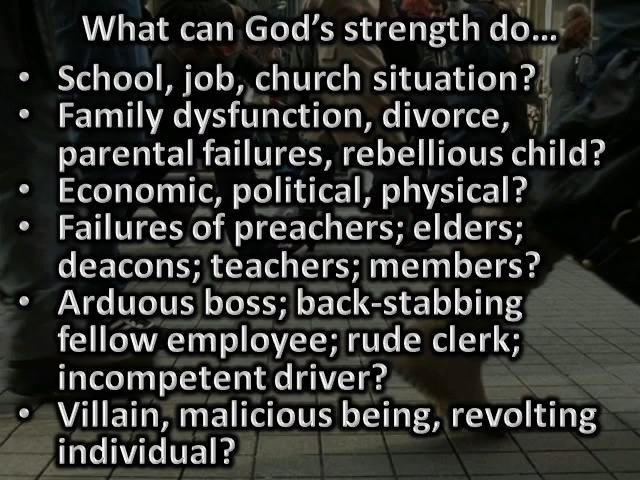 What can God's strength do...
• School, job, church situation?
• Family dysfunction, divorce,
parental failures, rebellious child?
• Economic, political, physical?
• Failures of preachers; elders;
deacons; teachers; members?
• Arduous boss; back-stabbing
fellow employee; rude clerk;
incompetent driver?
• Villain, malicious being, revolting
individual?